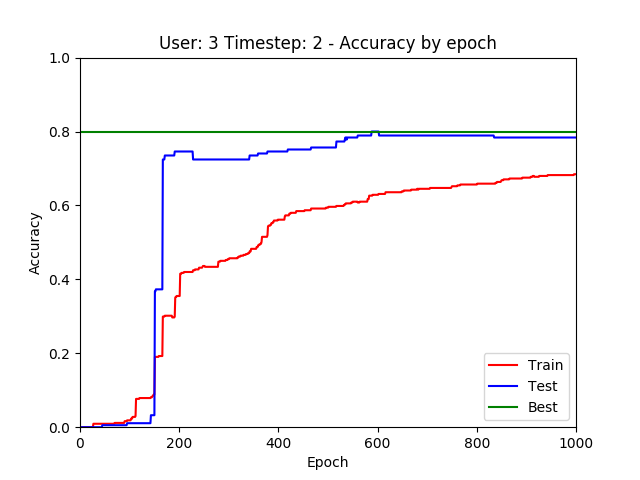 User: 3 Timestep: 2 - Accuracy by epoch
1.0
0.8
0.6
0.4
0.2
0.0
Accuracy
0 200 400 600 800 1000
Epoch
Train
Test
Best